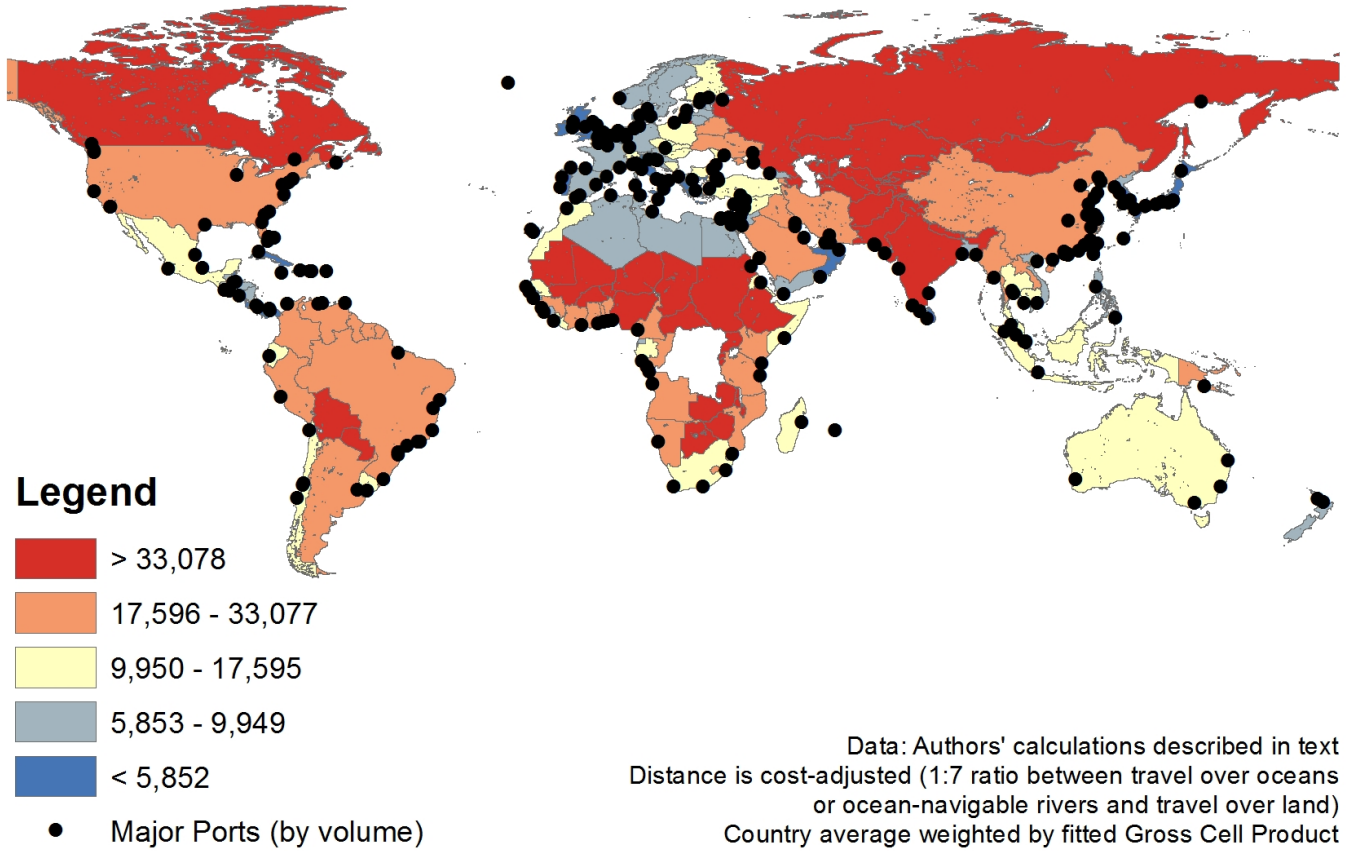 Legend
> 33,078
17,596 - 33,077
9,950 - 17,595
5,853 - 9,949
< 5,852
Major Ports (by volume)
Data: Authors' calculations described in text
Distance is cost-adjusted (1:7 ratio between travel over oceans
or ocean-navigable rivers and travel over land)
Country average weighted by fitted Gross Cell Product